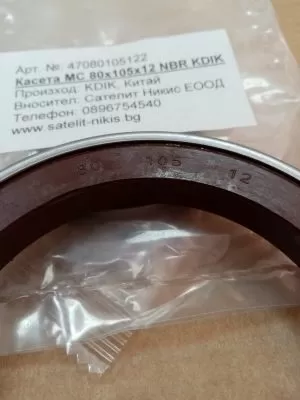 Арт. №: 47080105122
Касета MC 80x105x12 NBR KDIK
Произход: KDIK, Китай
Вносител: Сателит Никис ЕООД
Телефон: 0896754540
www.satelit-nikis.bg
80 105 12